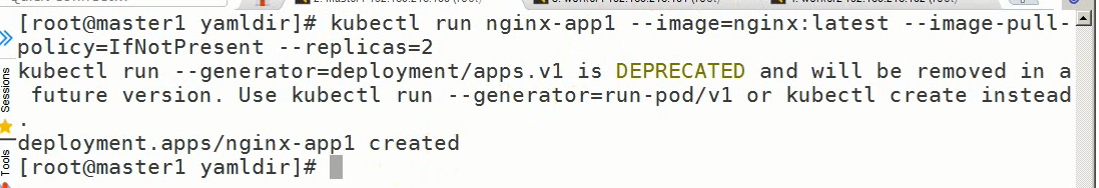 [root@master1 yamldir]# kubectl run nginx-app1 --image=nginx:latest --image-pull-
policy=IfNotPresent --replicas=2
kubectl run --generator=deployment/apps.v1 is DEPRECATED and will be removed in a
future version. Use kubectl run --generator=run-pod/v1 or kubectl create instead
.
deployment.apps/nginx-app1 created
[root@master1 yamldir]#
Sessions
Tools